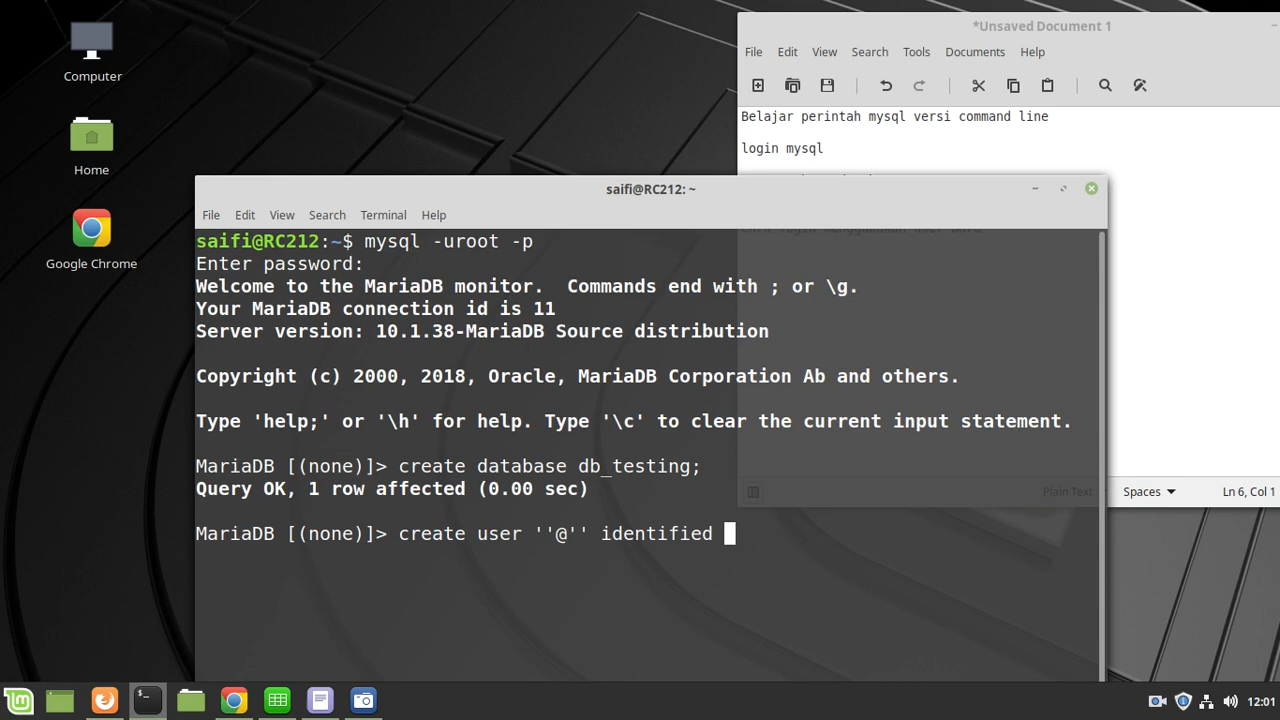 Computer
Home
Google Chrome
*Unsaved Document 1
File Edit View Search Tools Documents Help
Belajar perintah mysql versi command line
login mysql
Plain Text Spaces Ln 6, Col 1
saifi@RC212: ~
File Edit View Search Terminal Help
saifi@RC212:~$ mysql -uroot -p
Enter password:
Welcome to the MariaDB monitor.  Commands end with ; or \g.
Your MariaDB connection id is 11
Server version: 10.1.38-MariaDB Source distribution
Copyright (c) 2000, 2018, Oracle, MariaDB Corporation Ab and others.
Type 'help;' or '\h' for help. Type '\c' to clear the current input statement.
MariaDB [(none)]> create database db_testing;
Query OK, 1 row affected (0.00 sec)
MariaDB [(none)]> create user ''@'' identified
12:01